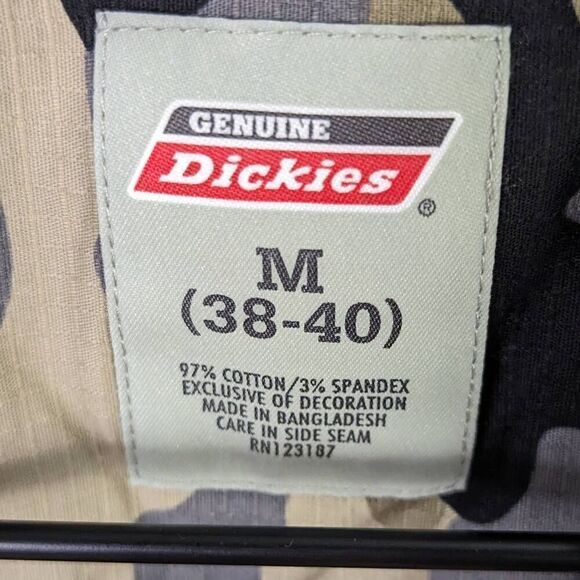 GENUINE
Dickies
®
M
(38-40)
97% COTTON/3% SPANDEX
EXCLUSIVE OF DECORATION
MADE IN BANGLADESH
CARE IN SIDE SEAM
RN123187